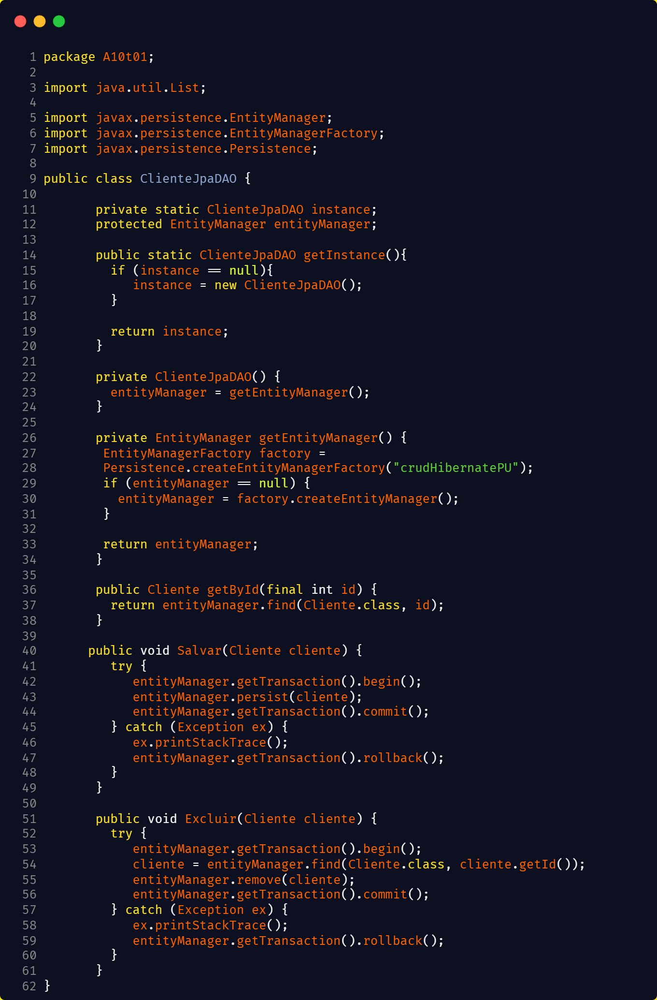 1 package A10t01;
2
3 import java.util.List;
4
5 import javax.persistence.EntityManager;
6 import javax.persistence.EntityManagerFactory;
7 import javax.persistence.Persistence;
8
9 public class ClienteJpaDAO {
10
11        private static ClienteJpaDAO instance;
12        protected EntityManager entityManager;
13
14        public static ClienteJpaDAO getInstance(){
15          if (instance == null){
16             instance = new ClienteJpaDAO();
17          }
18
19          return instance;
20        }
21
22        private ClienteJpaDAO() {
23          entityManager = getEntityManager();
24        }
25
26        private EntityManager getEntityManager() {
27         EntityManagerFactory factory =
28         Persistence.createEntityManagerFactory("crudHibernatePU");
29         if (entityManager == null) {
30           entityManager = factory.createEntityManager();
31         }
32
33         return entityManager;
34        }
35
36        public Cliente getById(final int id) {
37          return entityManager.find(Cliente.class, id);
38        }
39
40       public void Salvar(Cliente cliente) {
41          try {
42             entityManager.getTransaction().begin();
43             entityManager.persist(cliente);
44             entityManager.getTransaction().commit();
45          } catch (Exception ex) {
46             ex.printStackTrace();
47             entityManager.getTransaction().rollback();
48          }
49        }
50
51        public void Excluir(Cliente cliente) {
52          try {
53             entityManager.getTransaction().begin();
54             cliente = entityManager.find(Cliente.class, cliente.getId());
55             entityManager.remove(cliente);
56             entityManager.getTransaction().commit();
57          } catch (Exception ex) {
58             ex.printStackTrace();
59             entityManager.getTransaction().rollback();
60          }
61        }
62 }